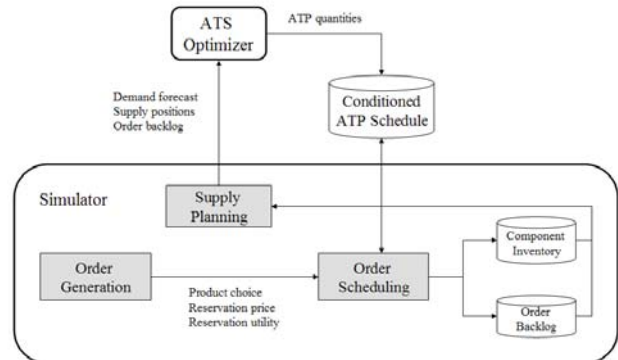 ATS
Optimizer
ATP quantities
Demand forecast
Supply positions
Order backlog
Conditioned
ATP Schedule
Simulator
Supply
Planning
Component
Inventory
Order
Generation
Product choice
Reservation price
Reservation utility
Order
Scheduling
Order
Backlog